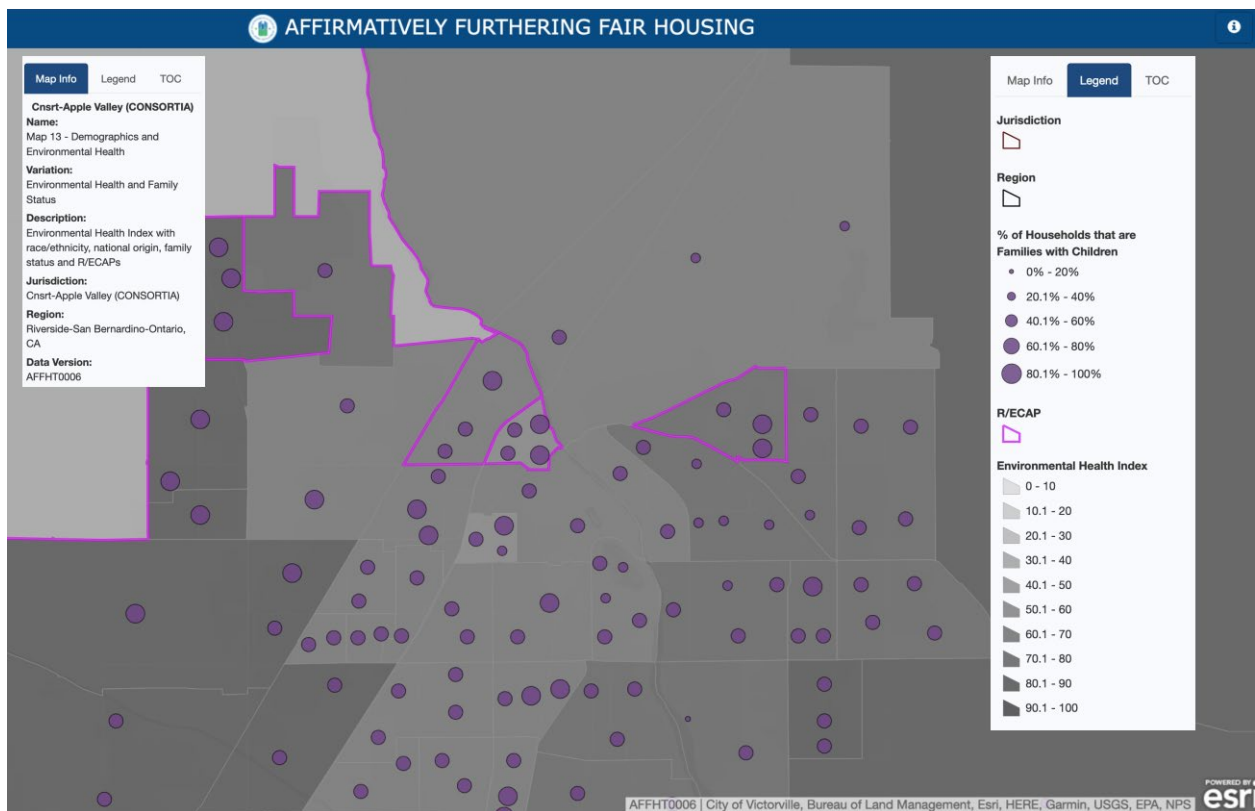 AFFIRMATIVELY FURTHERING FAIR HOUSING
Map Info Legend TOC
Cnsrt-Apple Valley (CONSORTIA)
Name:
Map 13 - Demographics and
Environmental Health
Variation:
Environmental Health and Family
Status
Description:
Environmental Health Index with
race/ethnicity, national origin, family
status and R/ECAPs
Jurisdiction:
Cnsrt-Apple Valley (CONSORTIA)
Region:
Riverside-San Bernardino-Ontario,
CA
Data Version:
AFFHT0006
Map Info Legend TOC
Jurisdiction
Region
% of Households that are
Families with Children
0% - 20%
20.1% - 40%
40.1% - 60%
60.1% - 80%
80.1% - 100%
R/ECAP
Environmental Health Index
0 - 10
10.1 - 20
20.1 - 30
30.1 - 40
40.1 - 50
50.1 - 60
60.1 - 70
70.1 - 80
80.1 - 90
90.1 - 100
AFFHT0006 | City of Victorville, Bureau of Land Management, Esri, HERE, Garmin, USGS, EPA, NPS
POWERED BY
esri